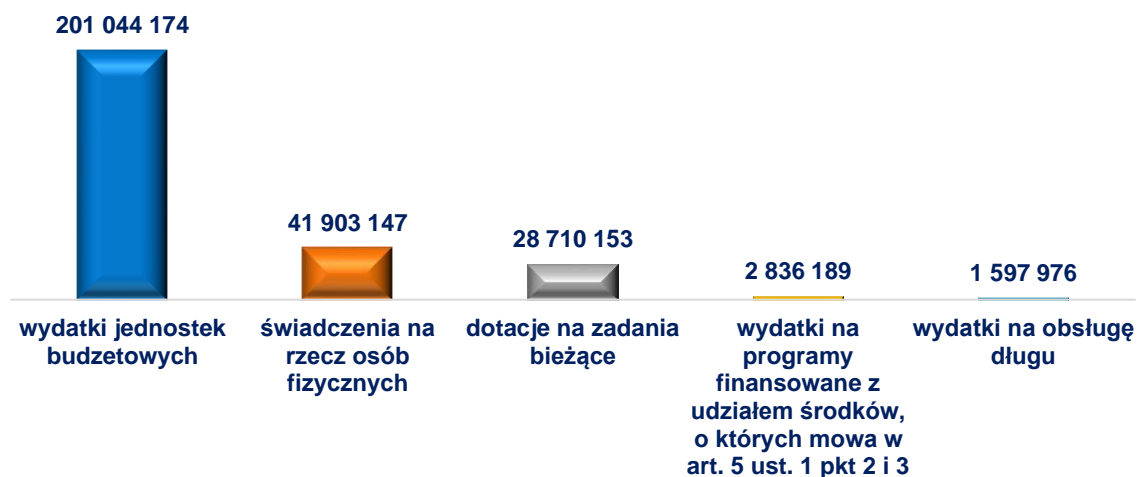 201 044 174
41 903 147
28 710 153
2 836 189
1 597 976
wydatki jednostek
budzetowych
świadczenia na
rzecz osób
fizycznych
dotacje na zadania
bieżące
wydatki na
programy
finansowane z
udziałem środków,
o których mowa w
art. 5 ust. 1 pkt 2 i 3
wydatki na obsługę
długu